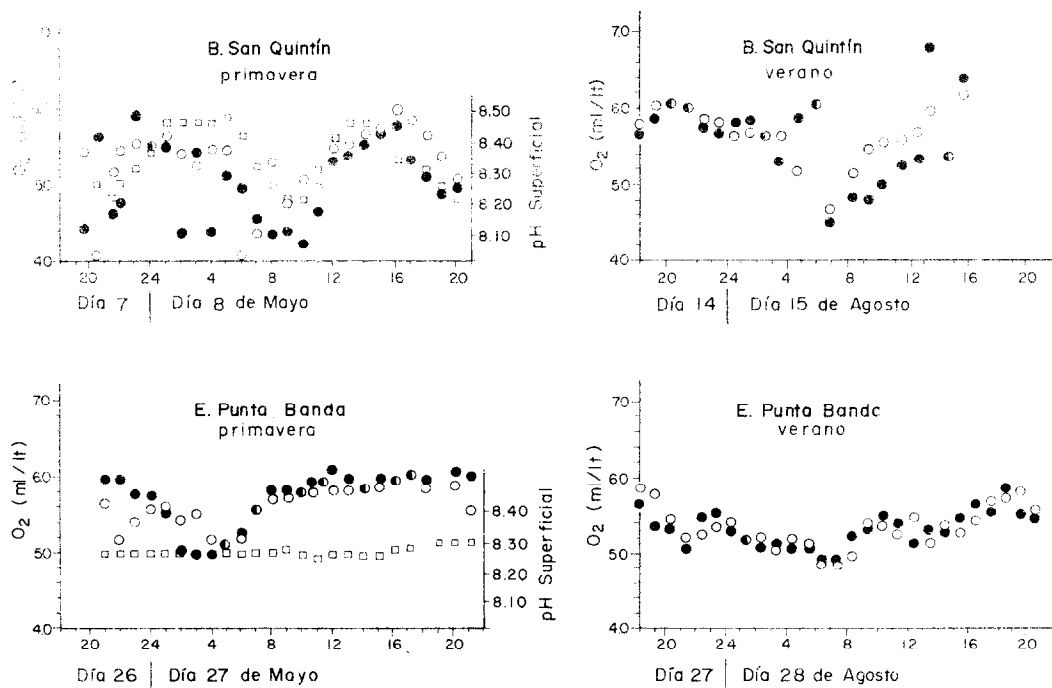 B. San Quintín
primavera
60
40
8.50
8.40
8.30
8.20
8.10
pH Superficial
20 24 4 8 12 16 20
Día 7 | Día 8 de Mayo
B. San Quintín
verano
O2 (ml/lt)
70
60
50
40
20 24 4 8 12 16 20
Día 14 | Día 15 de Agosto
E. Punta Banda
primavera
O2 (ml/lt)
70
60
50
40
8.40
8.30
8.20
8.10
pH Superficial
20 24 4 8 12 16 20
Día 26 | Día 27 de Mayo
E. Punta Banda
verano
O2 (ml/lt)
70
60
50
40
20 24 4 8 12 16 20
Día 27 | Día 28 de Agosto